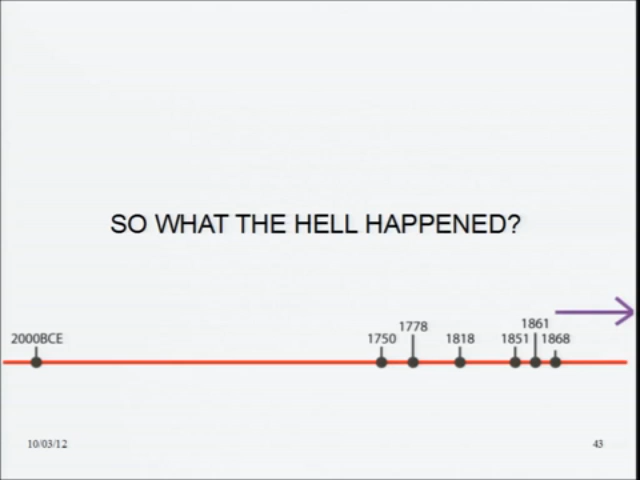 SO WHAT THE HELL HAPPENED?
2000BCE 1750 1778 1818 1851 1861 1868
10/03/12 43